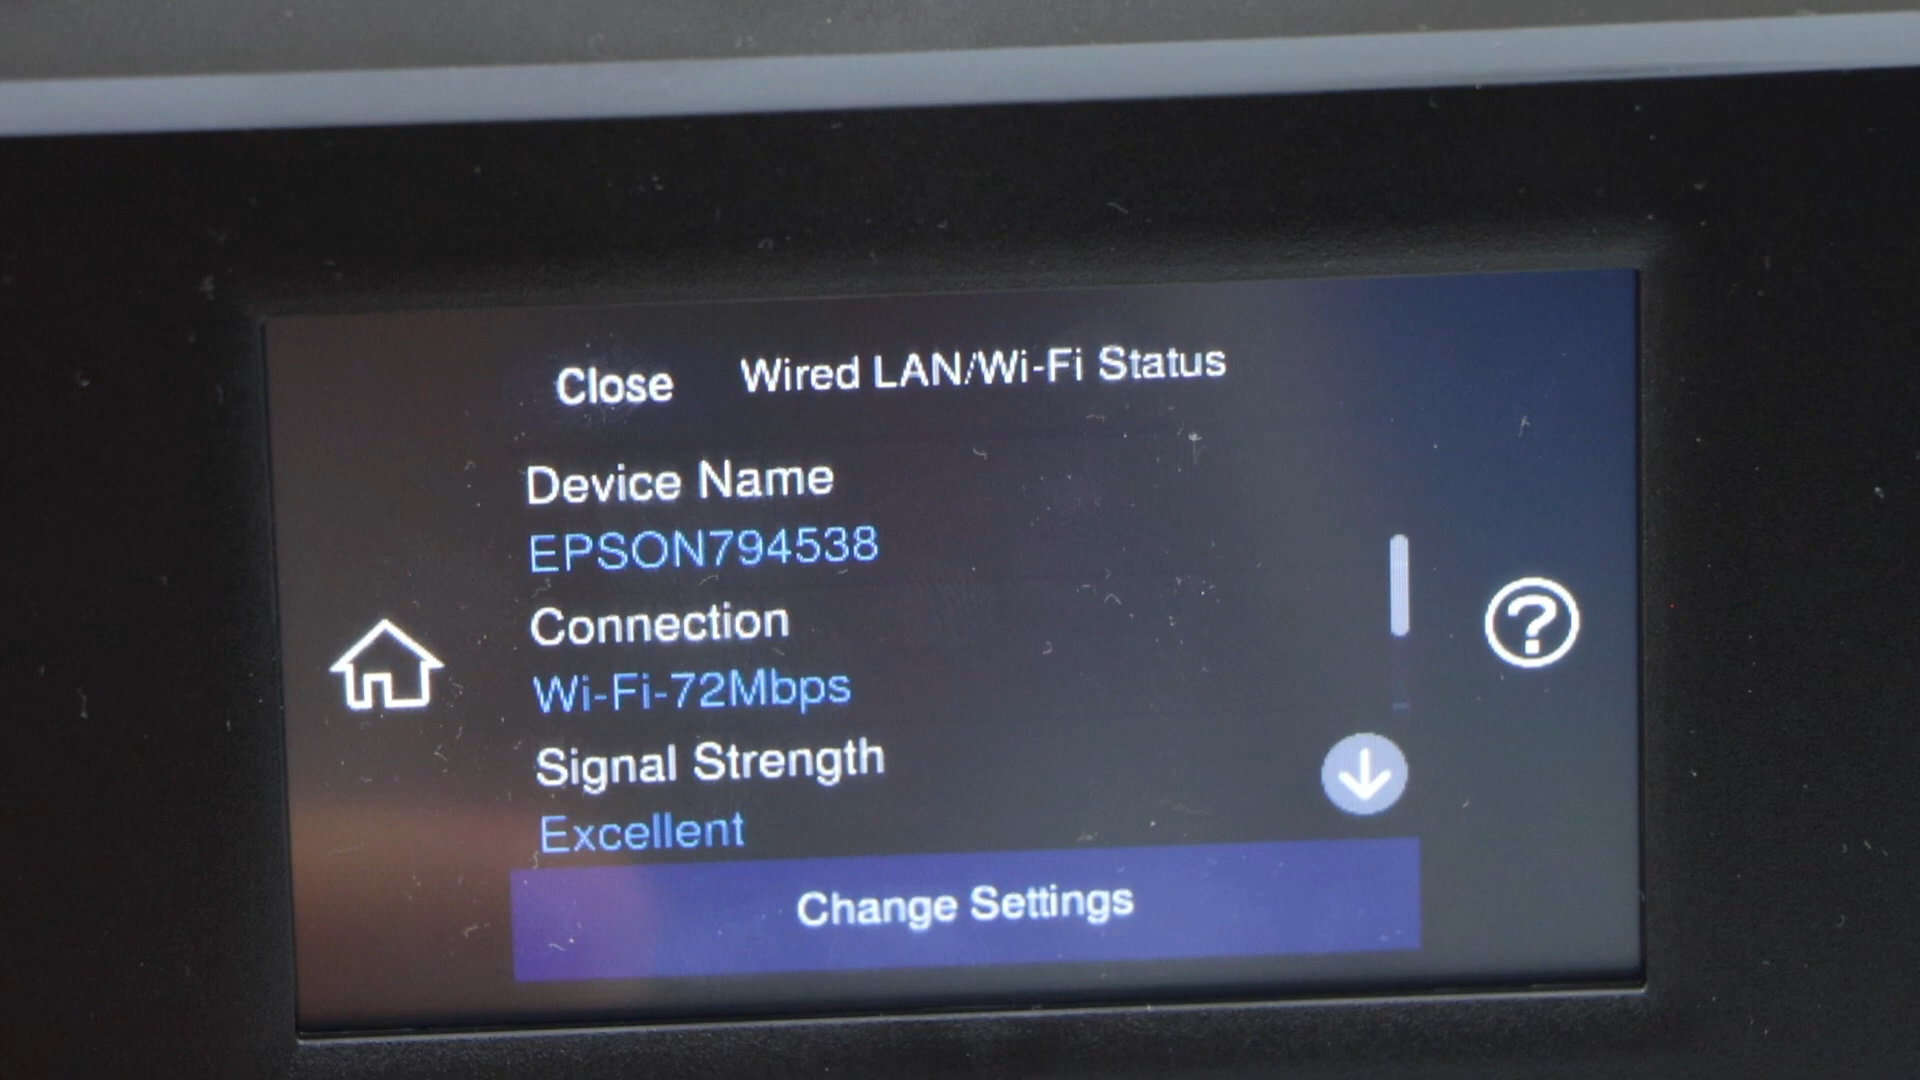 Close Wired LAN/Wi-Fi Status
Device Name
EPSON794538
Connection
Wi-Fi-72Mbps
Signal Strength
Excellent
Change Settings